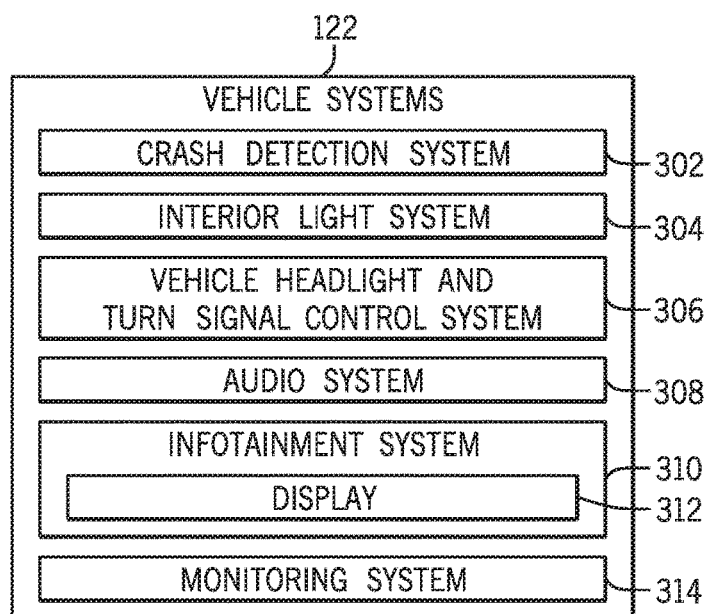 122
VEHICLE SYSTEMS
CRASH DETECTION SYSTEM
302
INTERIOR LIGHT SYSTEM
304
VEHICLE HEADLIGHT AND
TURN SIGNAL CONTROL SYSTEM
306
AUDIO SYSTEM
308
INFOTAINMENT SYSTEM
310
DISPLAY
312
MONITORING SYSTEM
314